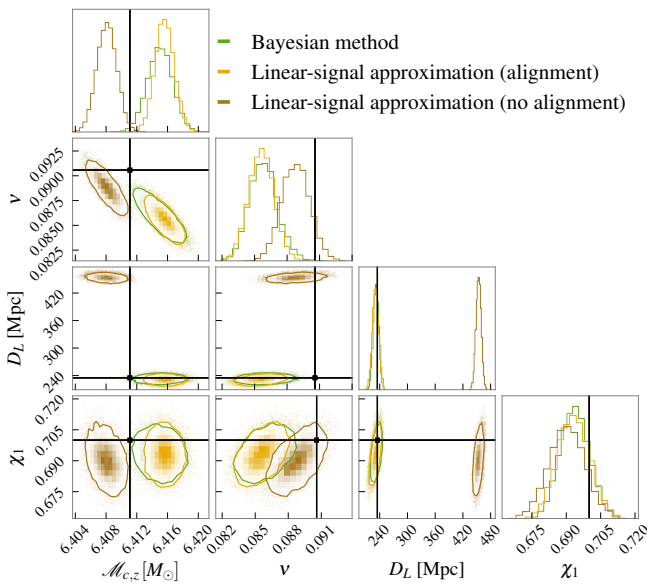 Bayesian method
Linear-signal approximation (alignment)
Linear-signal approximation (no alignment)
ν
0.0925
0.0900
0.0875
0.0850
0.0825
D_L [Mpc]
420
360
300
240
χ₁
0.720
0.705
0.690
0.675
6.404 6.408 6.412 6.416 6.420
0.082 0.085 0.088 0.091
240 360 480
0.675 0.690 0.705 0.720
ℳ_{c,z} [M_⊙] ν D_L [Mpc] χ₁